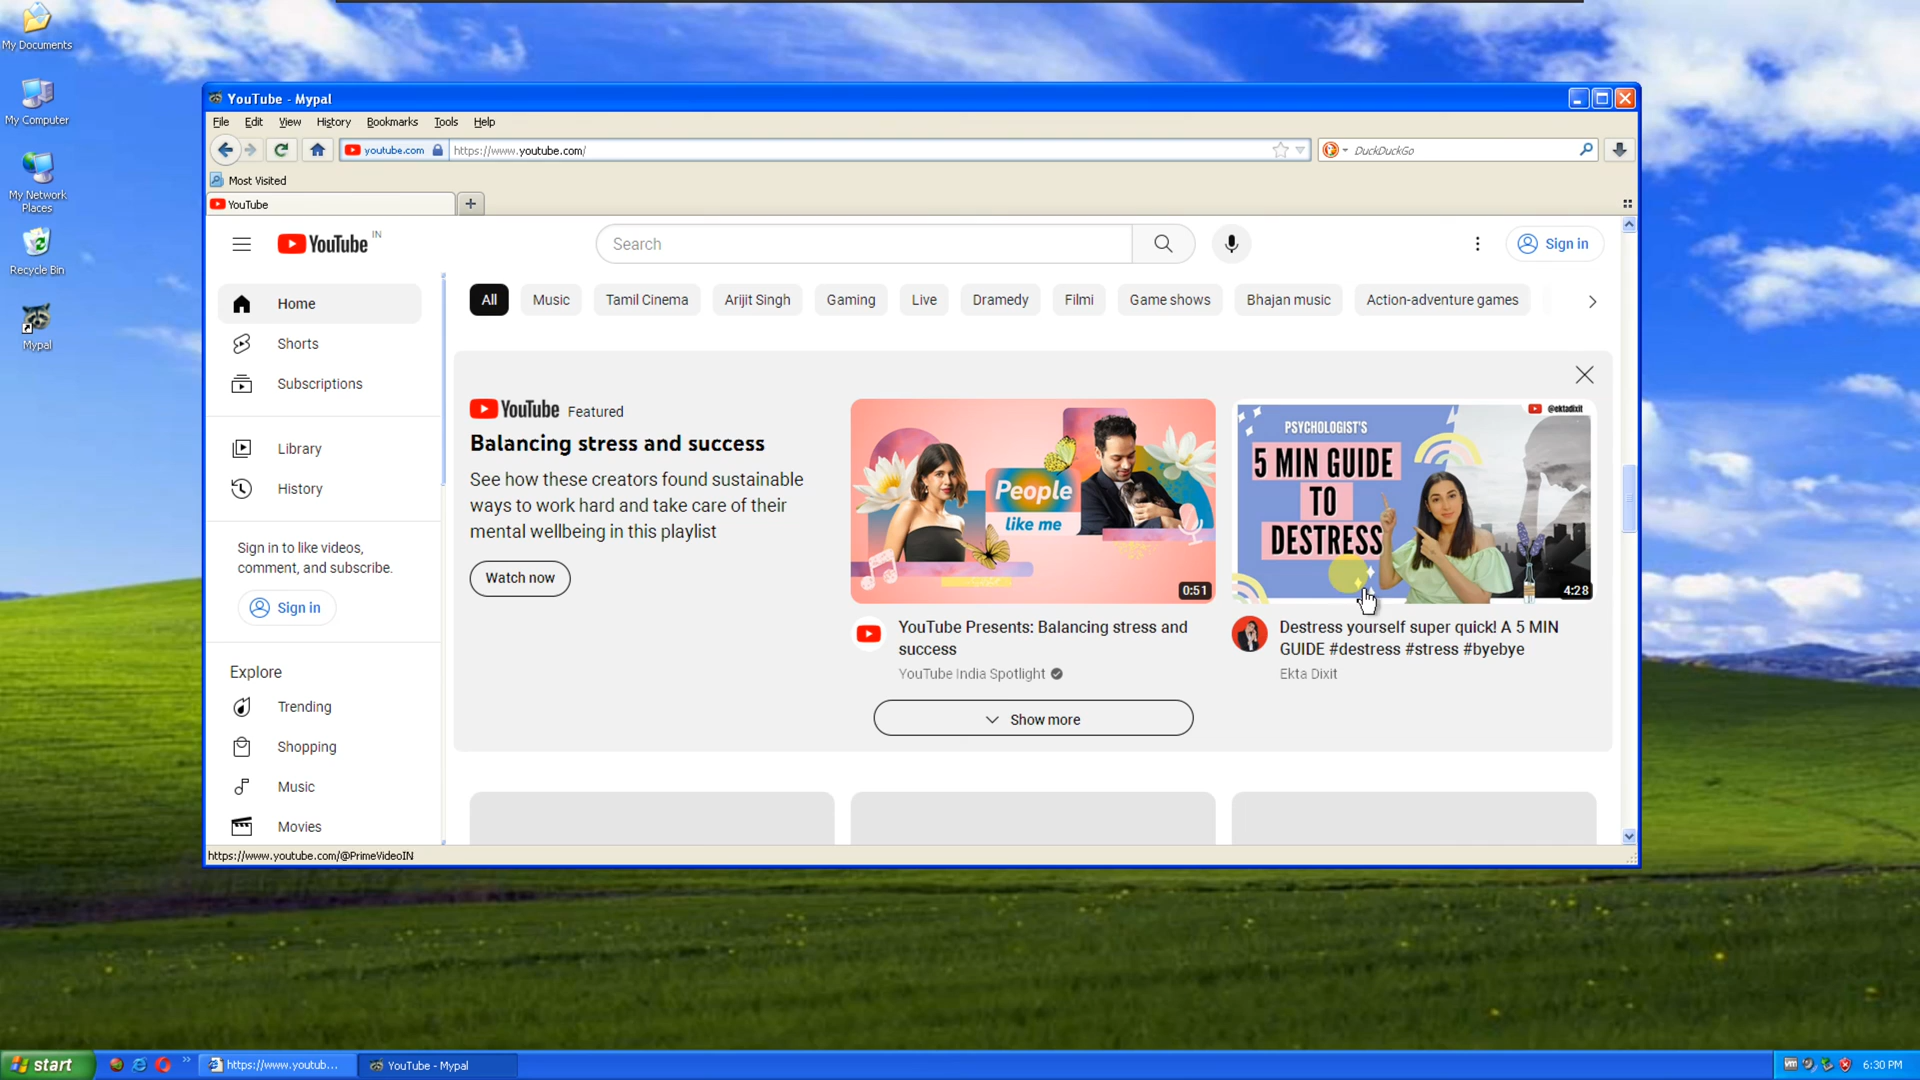 My Documents
My Computer
My Network
Places
Recycle Bin
Mypal
YouTube - Mypal
File Edit View History Bookmarks Tools Help
youtube.com https://www.youtube.com/
DuckDuckGo
Most Visited
YouTube
YouTube IN
Search
Sign in
Home
Shorts
Subscriptions
Library
History
Sign in to like videos,
comment, and subscribe.
Sign in
Explore
Trending
Shopping
Music
Movies
All Music Tamil Cinema Arijit Singh Gaming Live Dramedy Filmi Game shows Bhajan music Action-adventure games
YouTube Featured
Balancing stress and success
See how these creators found sustainable
ways to work hard and take care of their
mental wellbeing in this playlist
Watch now
People
like me
0:51
YouTube Presents: Balancing stress and
success
YouTube India Spotlight
@ektadixit
PSYCHOLOGIST'S
5 MIN GUIDE
TO
DESTRESS
4:28
Destress yourself super quick! A 5 MIN
GUIDE #destress #stress #byebye
Ekta Dixit
Show more
https://www.youtube.com/@PrimeVideoIN
start
https://www.youtub...
YouTube - Mypal
6:30 PM